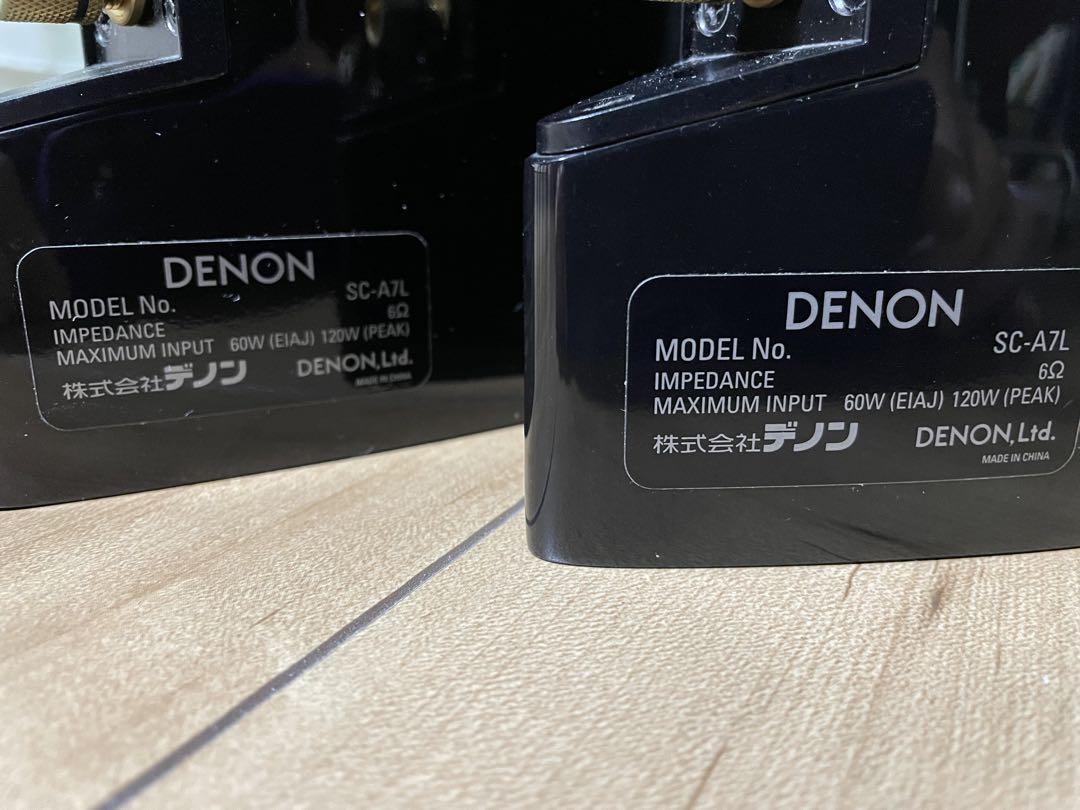 DENON
MODEL No. SC-A7L
IMPEDANCE 6Ω
MAXIMUM INPUT 60W (EIAJ) 120W (PEAK)
株式会社デノン DENON,Ltd.
MADE IN CHINA
DENON
MODEL No. SC-A7L
IMPEDANCE 6Ω
MAXIMUM INPUT 60W (EIAJ) 120W (PEAK)
株式会社デノン DENON,Ltd.
MADE IN CHINA